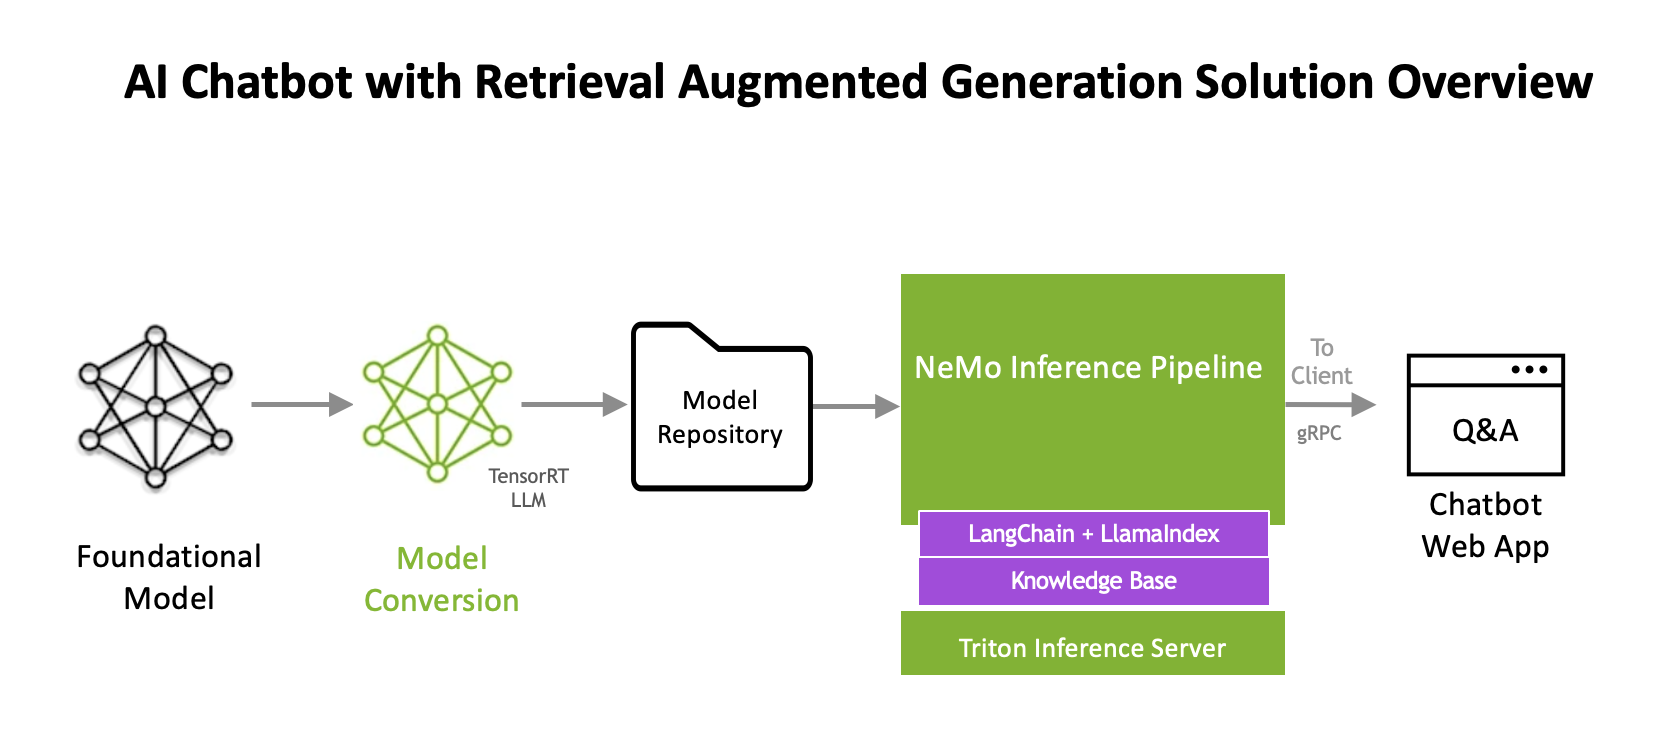 AI Chatbot with Retrieval Augmented Generation Solution Overview
Foundational
Model
Model
Conversion
TensorRT
LLM
Model
Repository
NeMo Inference Pipeline
LangChain + LlamaIndex
Knowledge Base
Triton Inference Server
To
Client
gRPC
Q&A
Chatbot
Web App